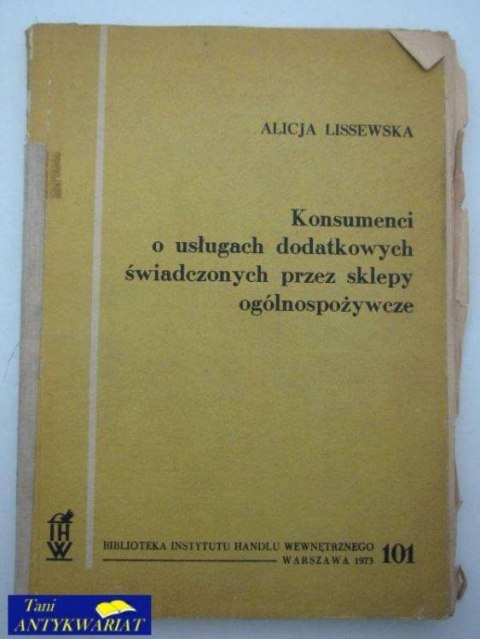 ALICJA LISSEWSKA
Konsumenci
o usługach dodatkowych
świadczonych przez sklepy
ogólnospożywcze
IHW
BIBLIOTEKA INSTYTUTU HANDLU WEWNĘTRZNEGO
WARSZAWA 1973 101
Tani
ANTYKWARIAT